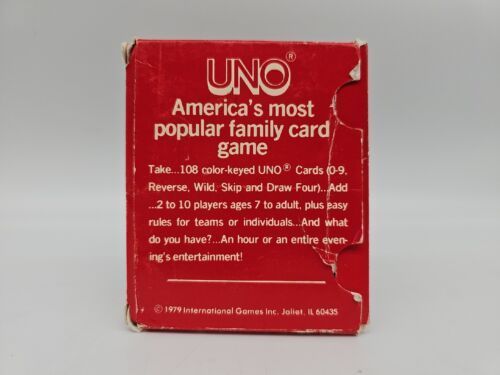 UNO®
America's most
popular family card
game
Take...108 color-keyed UNO® Cards (0-9,
Reverse, Wild, Skip and Draw Four)...Add
...2 to 10 players ages 7 to adult, plus easy
rules for teams or individuals...And what
do you have?...An hour or an entire even-
ing's entertainment!
© 1979 International Games Inc. Joliet, IL 60435